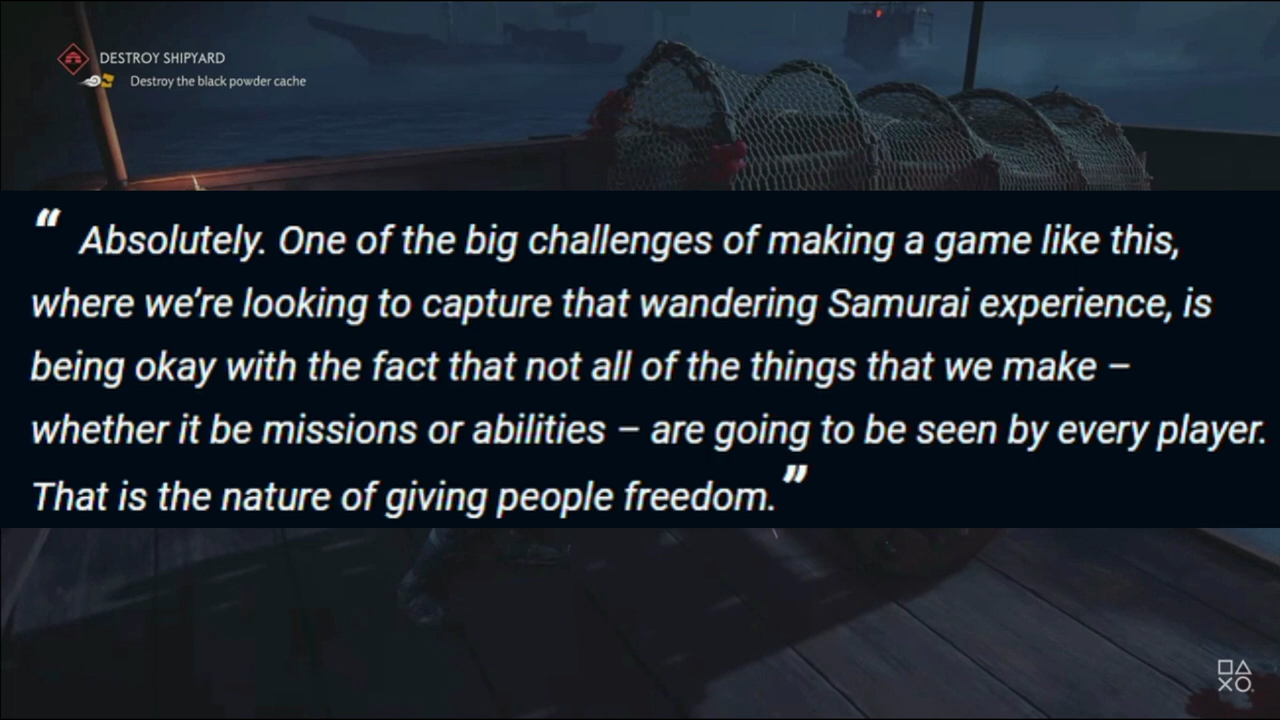 DESTROY SHIPYARD
Destroy the black powder cache
“ Absolutely. One of the big challenges of making a game like this,
where we’re looking to capture that wandering Samurai experience, is
being okay with the fact that not all of the things that we make –
whether it be missions or abilities – are going to be seen by every player.
That is the nature of giving people freedom.”